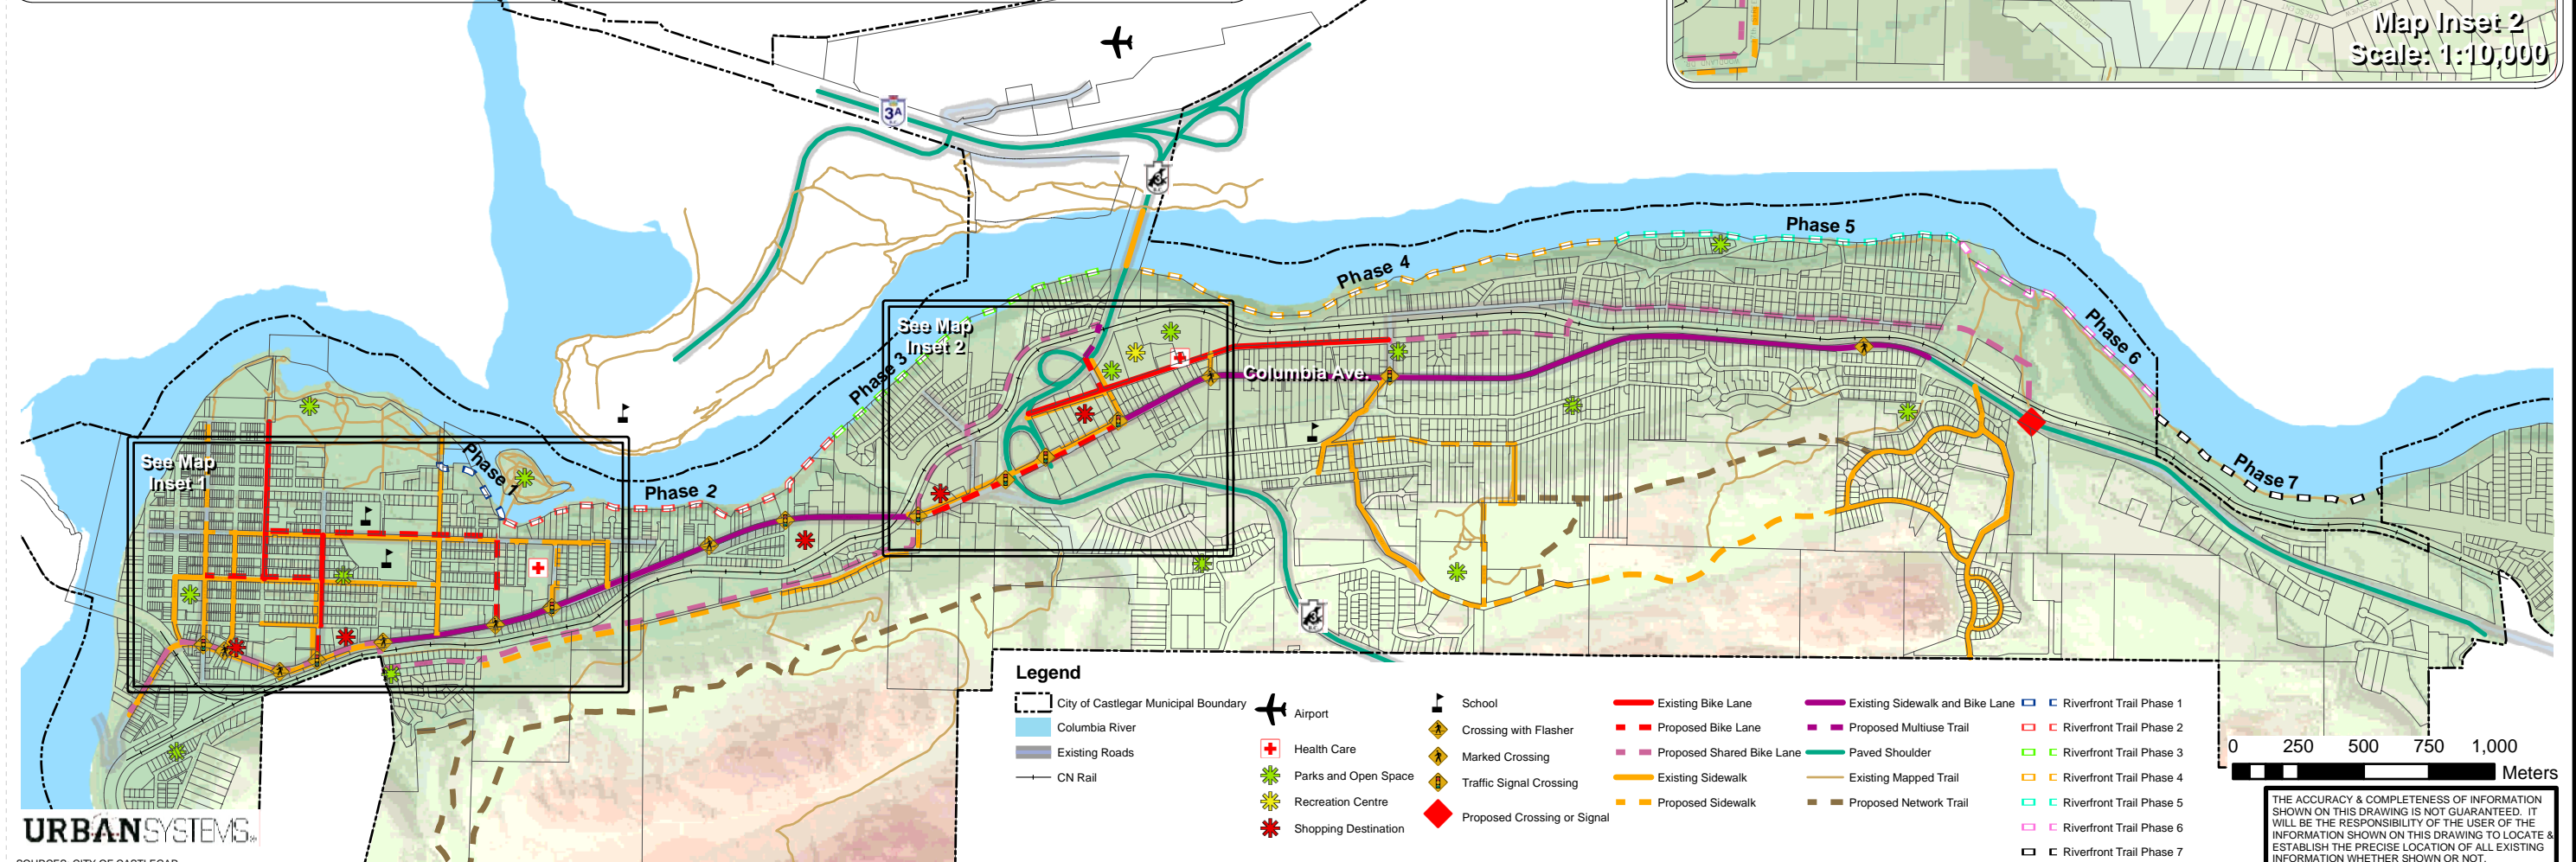 Map Inset 2
Scale: 1:10,000
3A
3
Phase 5
Phase 4
See Map
Inset 2
Phase 3
Columbia Ave.
Phase 6
See Map
Inset 1
Phase 1
Phase 2
Phase 7
3
Legend
City of Castlegar Municipal Boundary
Columbia River
Existing Roads
CN Rail
Airport
Health Care
Parks and Open Space
Recreation Centre
Shopping Destination
School
Crossing with Flasher
Marked Crossing
Traffic Signal Crossing
Proposed Crossing or Signal
Existing Bike Lane
Proposed Bike Lane
Proposed Shared Bike Lane
Existing Sidewalk
Proposed Sidewalk
Existing Sidewalk and Bike Lane
Proposed Multiuse Trail
Paved Shoulder
Existing Mapped Trail
Proposed Network Trail
Riverfront Trail Phase 1
Riverfront Trail Phase 2
Riverfront Trail Phase 3
Riverfront Trail Phase 4
Riverfront Trail Phase 5
Riverfront Trail Phase 6
Riverfront Trail Phase 7
0 250 500 750 1,000
Meters
THE ACCURACY & COMPLETENESS OF INFORMATION
SHOWN ON THIS DRAWING IS NOT GUARANTEED. IT
WILL BE THE RESPONSIBILITY OF THE USER OF THE
INFORMATION SHOWN ON THIS DRAWING TO LOCATE &
ESTABLISH THE PRECISE LOCATION OF ALL EXISTING
INFORMATION WHETHER SHOWN OR NOT.
URBANSYSTEMS
SOURCES: CITY OF CASTLEGAR